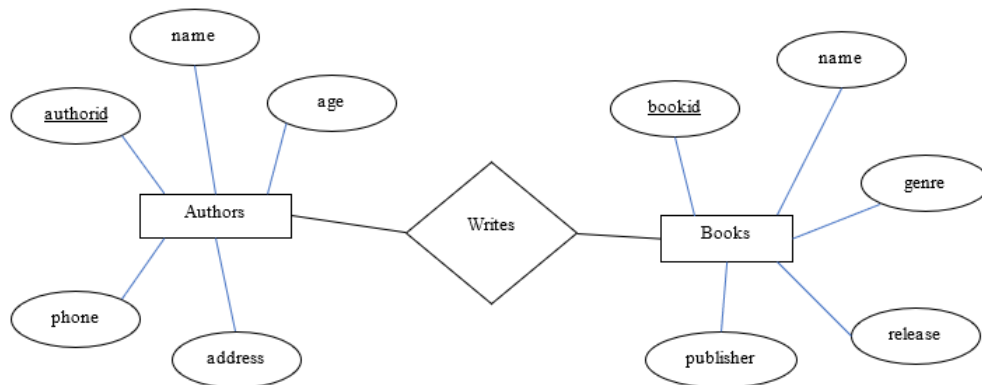 name
name
authorid
age
bookid
genre
Authors
Writes
Books
phone
address
publisher
release